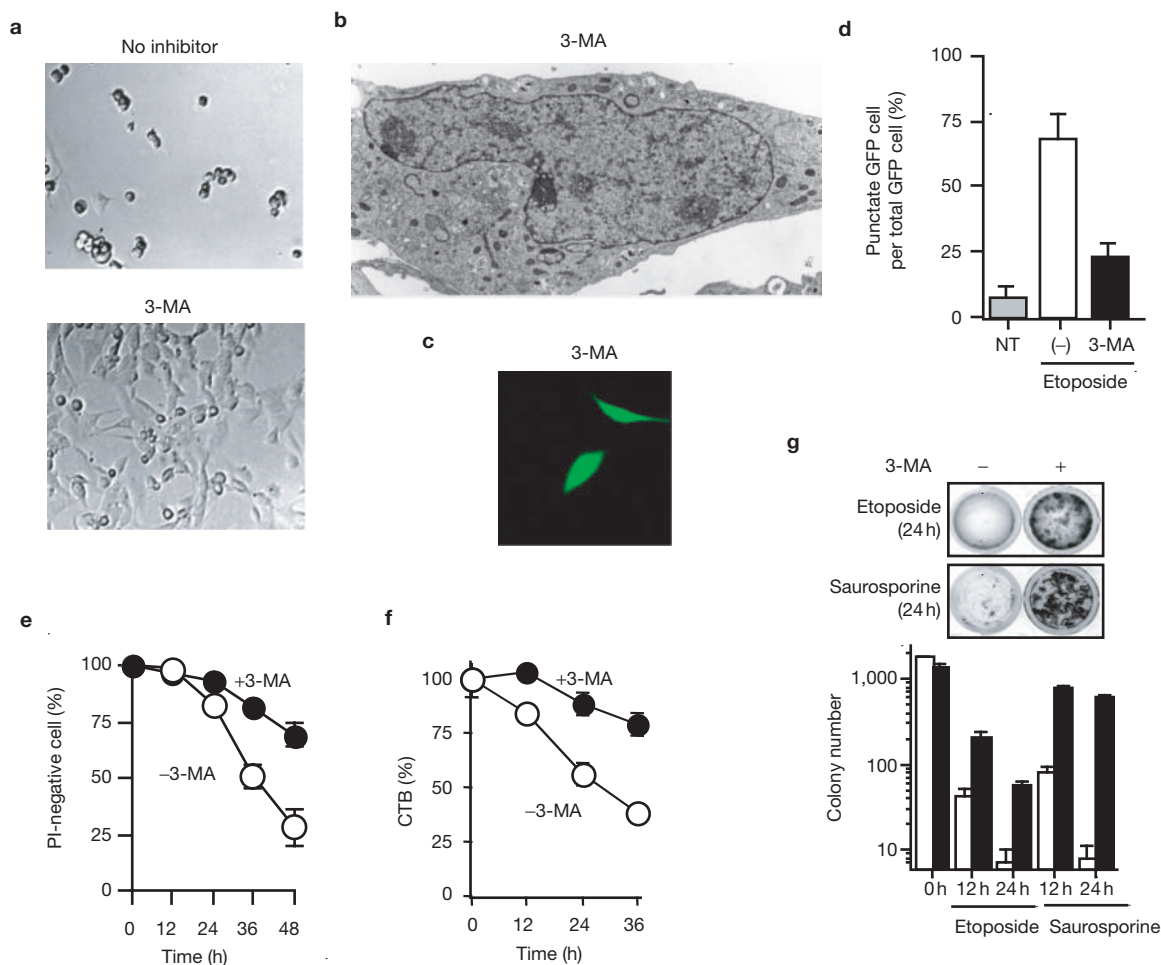 a
No inhibitor
3-MA
b
3-MA
c
3-MA
d
100
75
50
25
0
Punctate GFP cell
per total GFP cell (%)
NT
(–)
3-MA
Etoposide
e
PI-negative cell (%)
100
75
50
25
0
+3-MA
–3-MA
0
12
24
36
48
Time (h)
f
CTB (%)
100
75
50
25
0
+3-MA
–3-MA
0
12
24
36
Time (h)
g
3-MA
–
+
Etoposide
(24 h)
Saurosporine
(24 h)
Colony number
1,000
100
10
0 h
12 h
24 h
12 h
24 h
Etoposide
Saurosporine